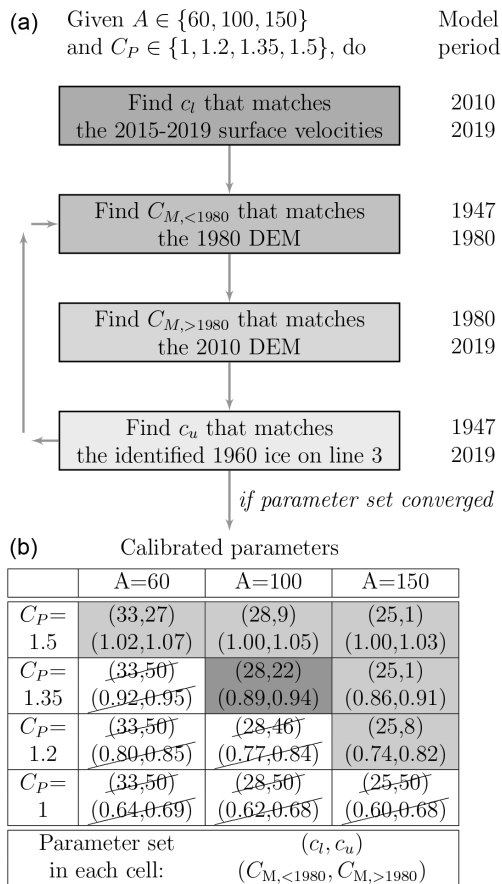 (a) Given A ∈ {60, 100, 150} Model
and C_P ∈ {1, 1.2, 1.35, 1.5}, do period
Find c_l that matches 2010
the 2015-2019 surface velocities 2019
Find C_{M,<1980} that matches 1947
the 1980 DEM 1980
Find C_{M,>1980} that matches 1980
the 2010 DEM 2019
Find c_u that matches 1947
the identified 1960 ice on line 3 2019
if parameter set converged
(b) Calibrated parameters
A=60 A=100 A=150
C_P= (33,27) (28,9) (25,1)
1.5 (1.02,1.07) (1.00,1.05) (1.00,1.03)
C_P= (33,50) (28,22) (25,1)
1.35 (0.92,0.95) (0.89,0.94) (0.86,0.91)
C_P= (33,50) (28,46) (25,8)
1.2 (0.80,0.85) (0.77,0.84) (0.74,0.82)
C_P= (33,50) (28,50) (25,50)
1 (0.64,0.69) (0.62,0.68) (0.60,0.68)
Parameter set (c_l, c_u)
in each cell: (C_{M,<1980}, C_{M,>1980})